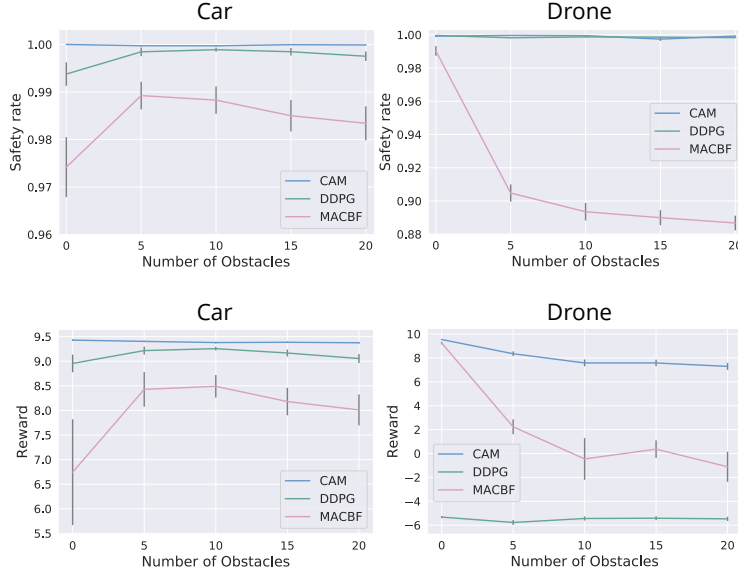 Car
Safety rate
1.00
0.99
0.98
0.97
0.96
CAM
DDPG
MACBF
0 5 10 15 20
Number of Obstacles
Drone
Safety rate
1.00
0.98
0.96
0.94
0.92
0.90
0.88
CAM
DDPG
MACBF
0 5 10 15 20
Number of Obstacles
Car
Reward
9.5
9.0
8.5
8.0
7.5
7.0
6.5
6.0
5.5
CAM
DDPG
MACBF
0 5 10 15 20
Number of Obstacles
Drone
Reward
10
8
6
4
2
0
−2
−4
−6
CAM
DDPG
MACBF
0 5 10 15 20
Number of Obstacles